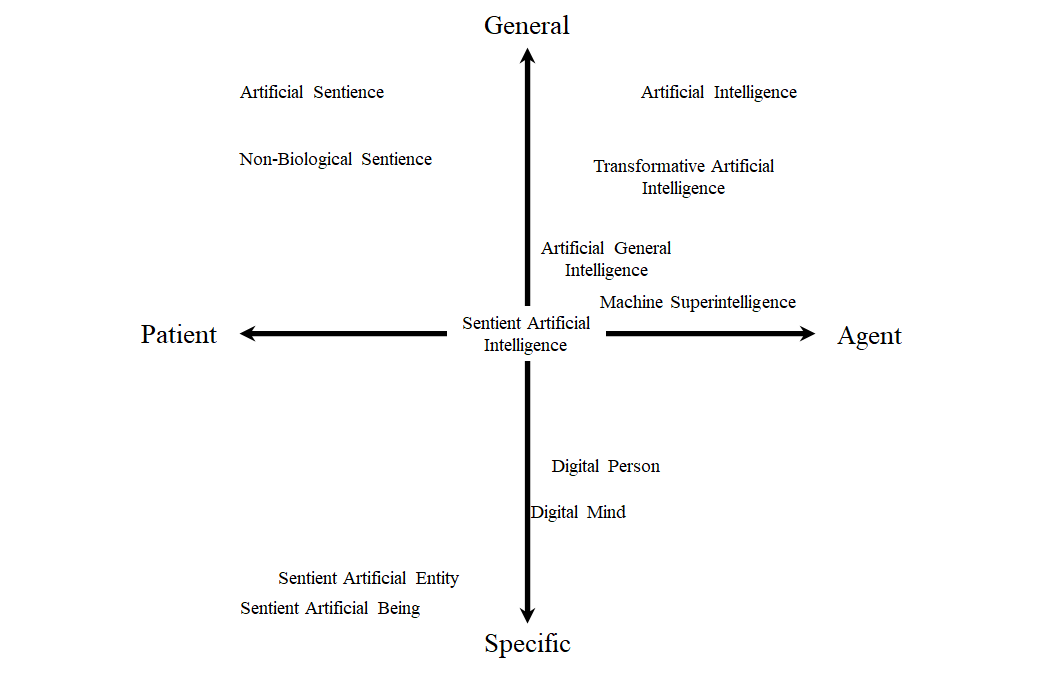 General
Artificial Sentience
Artificial Intelligence
Non-Biological Sentience
Transformative Artificial
Intelligence
Artificial General
Intelligence
Machine Superintelligence
Patient
Sentient Artificial
Intelligence
Agent
Digital Person
Digital Mind
Sentient Artificial Entity
Sentient Artificial Being
Specific